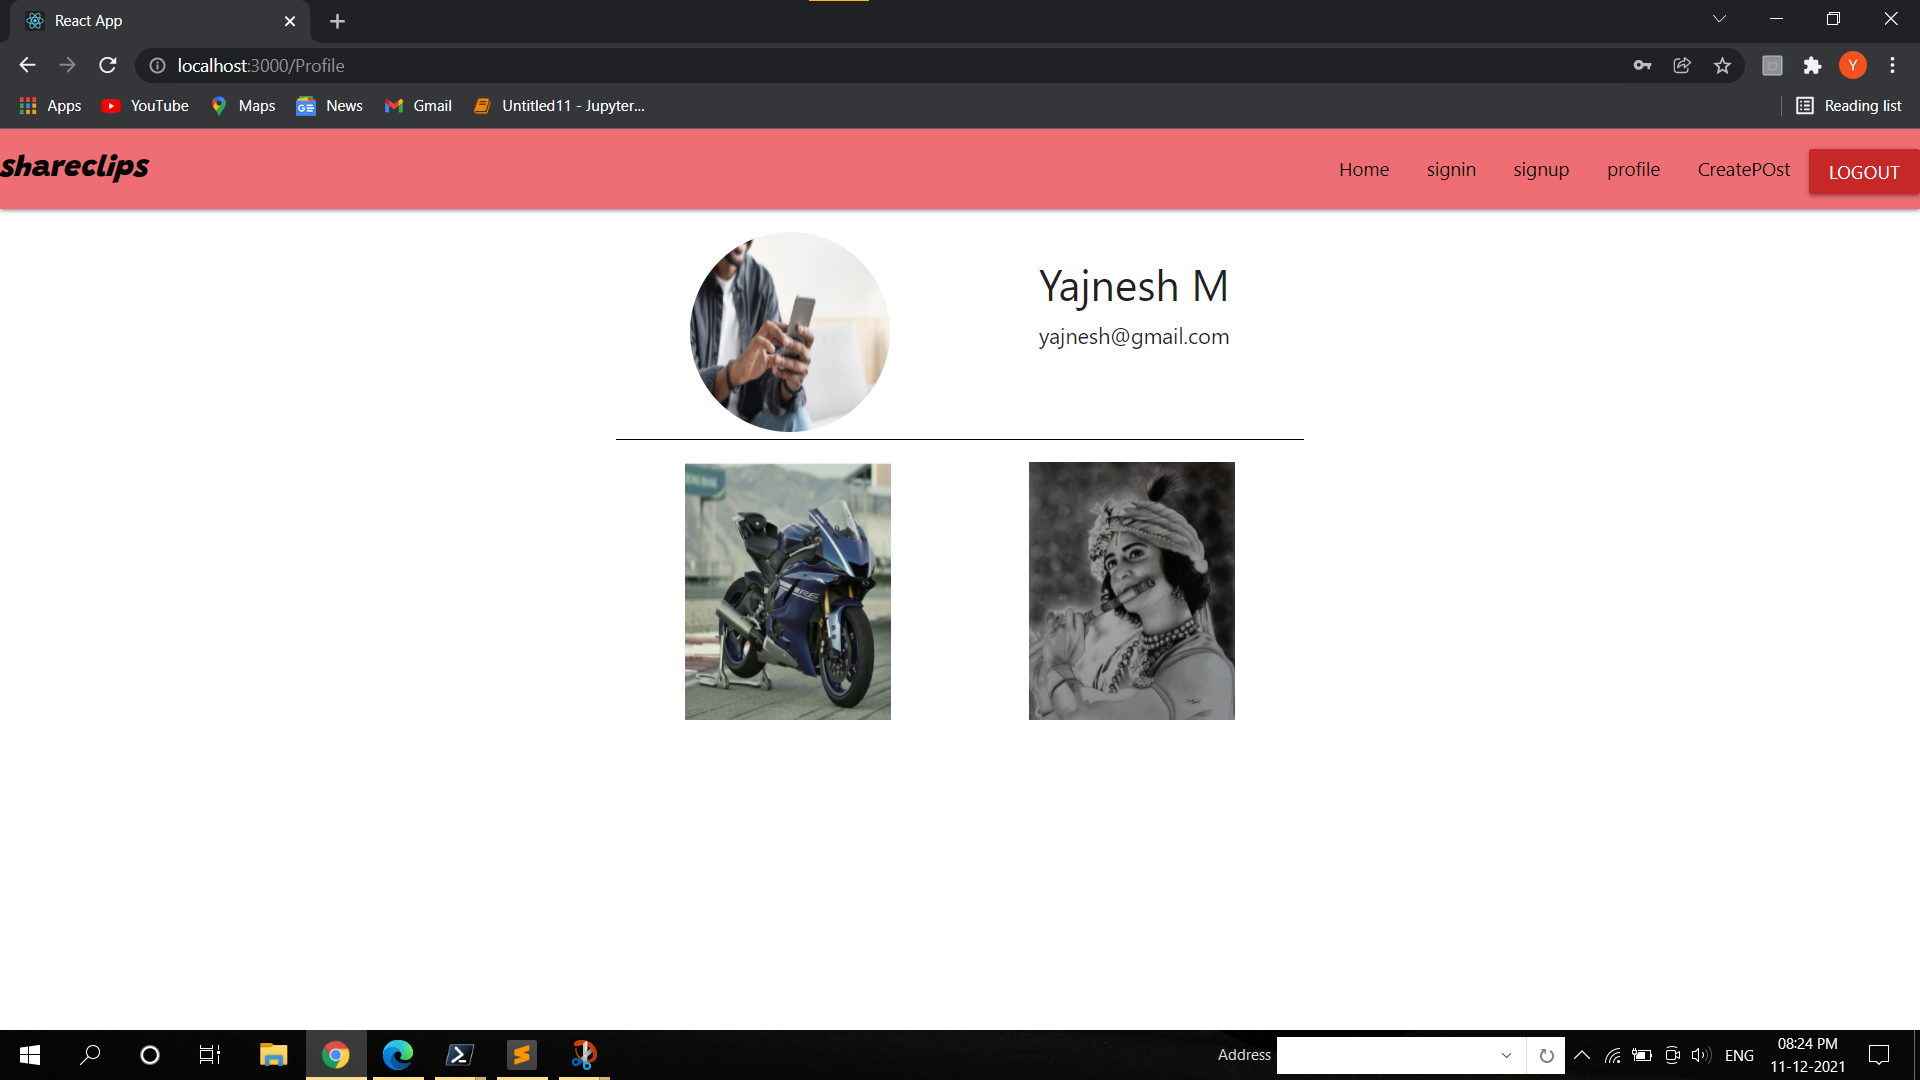 React App
localhost:3000/Profile
Y
Apps
YouTube
Maps
News
Gmail
Untitled11 - Jupyter...
Reading list
shareclips
Home
signin
signup
profile
CreatePOst
LOGOUT
Yajnesh M
yajnesh@gmail.com
R6
Address
ENG
08:24 PM
11-12-2021